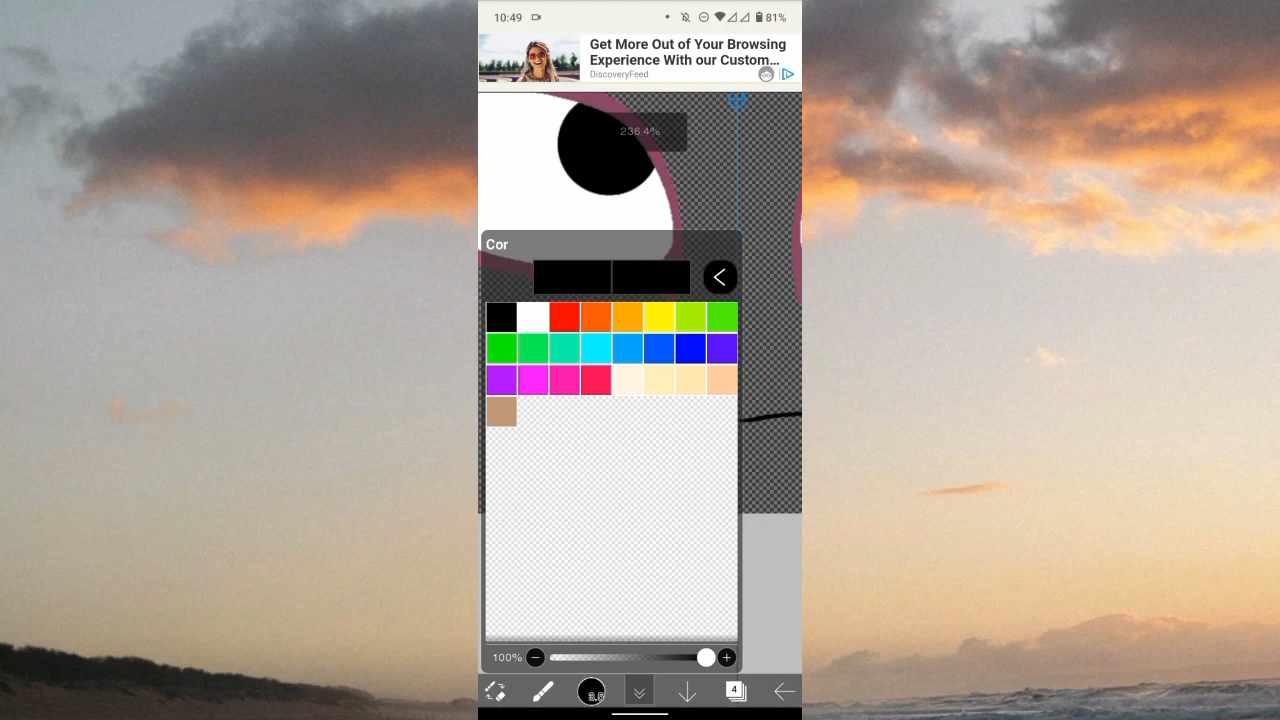 10:49
81%
Get More Out of Your Browsing
Experience With our Custom…
DiscoveryFeed
236.4%
Cor
100%
4